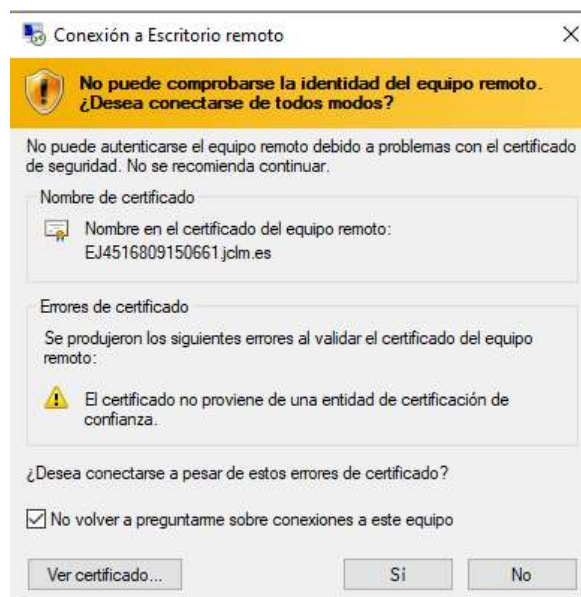 Conexión a Escritorio remoto
No puede comprobarse la identidad del equipo remoto.
¿Desea conectarse de todos modos?
No puede autenticarse el equipo remoto debido a problemas con el certificado
de seguridad. No se recomienda continuar.
Nombre de certificado
Nombre en el certificado del equipo remoto:
EJ4516809150661.jclm.es
Errores de certificado
Se produjeron los siguientes errores al validar el certificado del equipo
remoto:
El certificado no proviene de una entidad de certificación de
confianza.
¿Desea conectarse a pesar de estos errores de certificado?
No volver a preguntarme sobre conexiones a este equipo
Ver certificado...
Sí
No